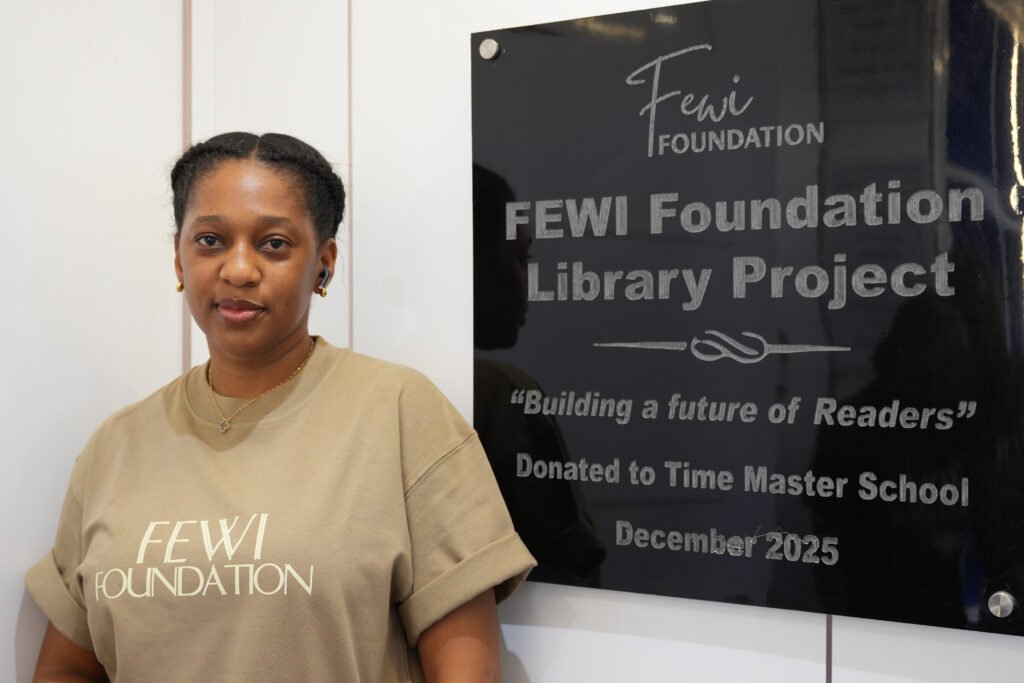 FEWI
FOUNDATION
Fewi
FOUNDATION
FEWI Foundation
Library Project
“Building a future of Readers”
Donated to Time Master School
December 2025